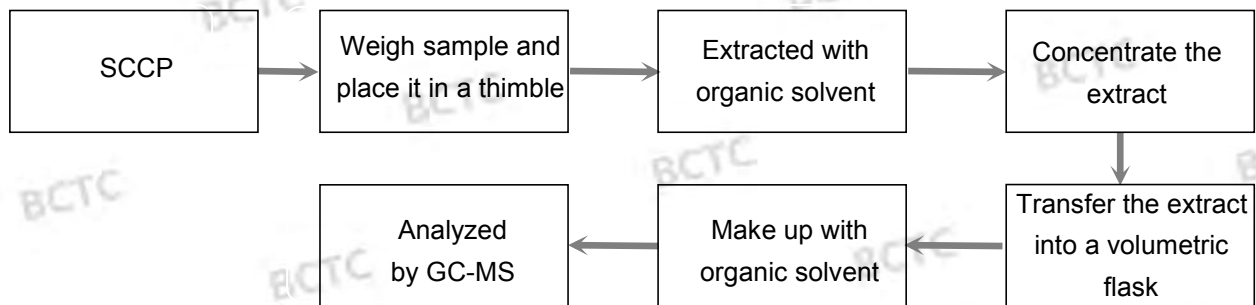 SCCP
Weigh sample and
place it in a thimble
Extracted with
organic solvent
Concentrate the
extract
Transfer the extract
into a volumetric
flask
Make up with
organic solvent
Analyzed
by GC-MS
BCTC
BCTC
BCTC
BCTC
BCTC
BCTC
BCTC